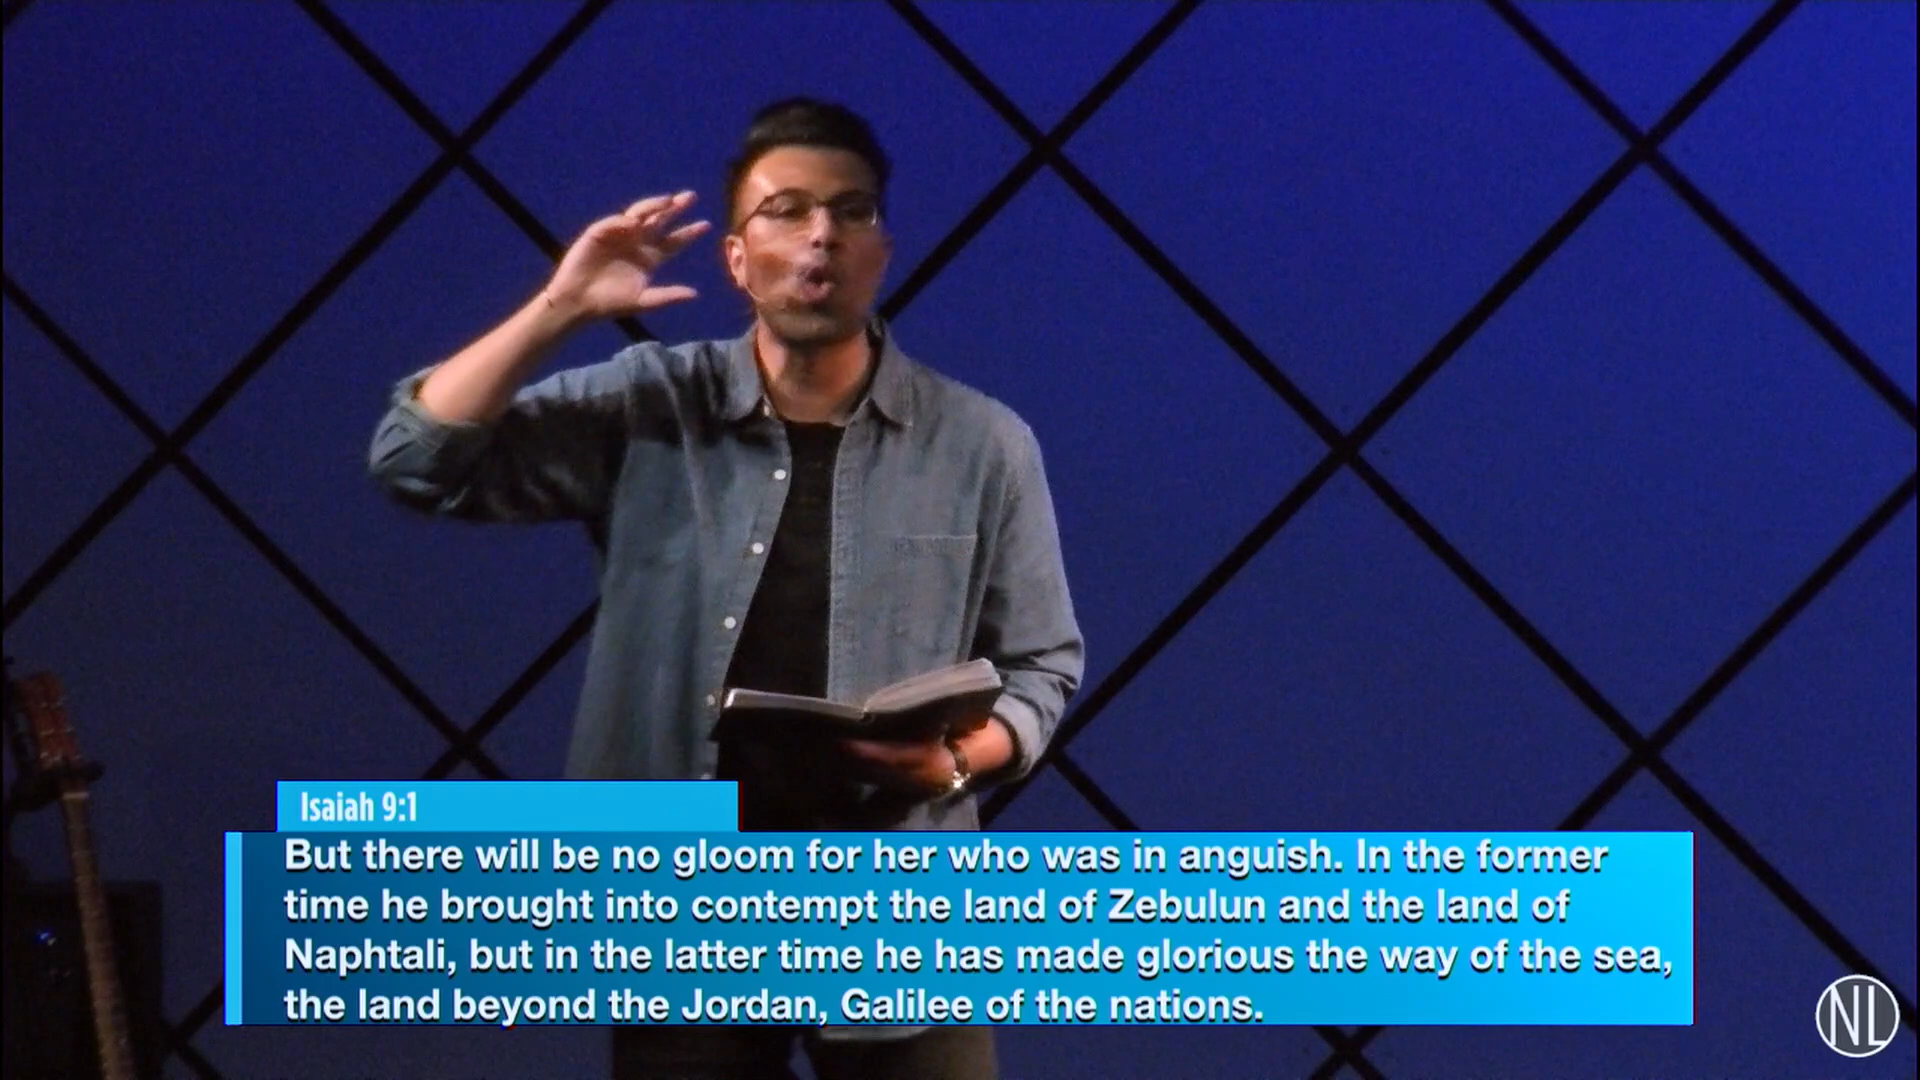 Isaiah 9:1
But there will be no gloom for her who was in anguish. In the former
time he brought into contempt the land of Zebulun and the land of
Naphtali, but in the latter time he has made glorious the way of the sea,
the land beyond the Jordan, Galilee of the nations.
NL